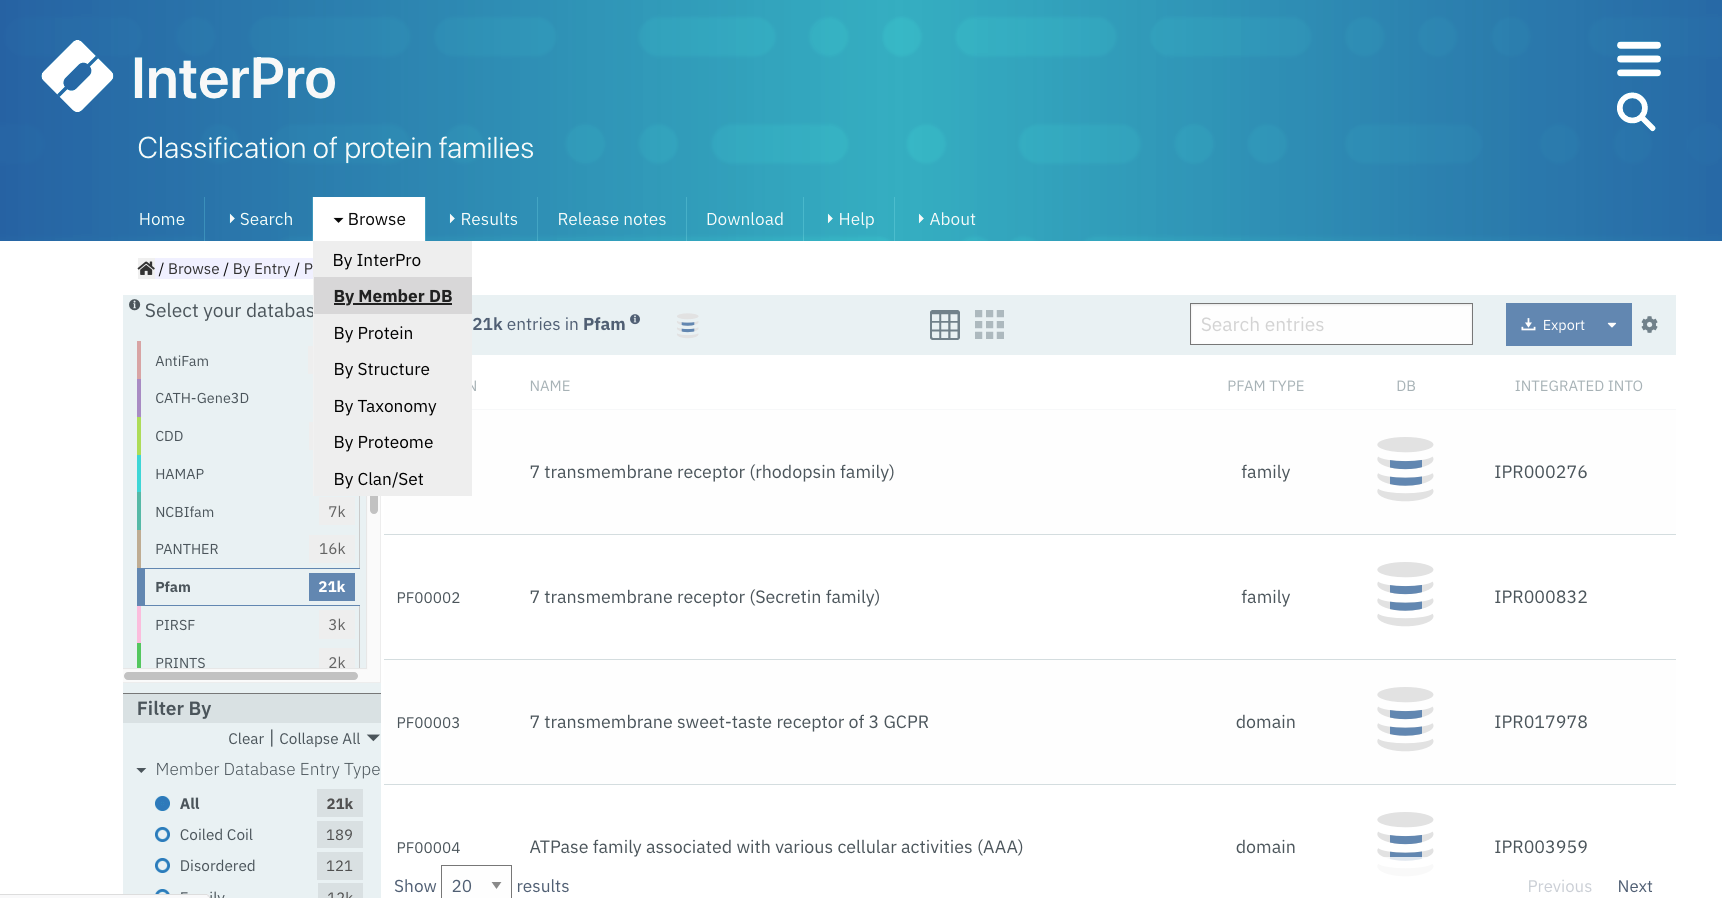 InterPro
Classification of protein families
Home Search Browse Results Release notes Download Help About
By InterPro
By Member DB
By Protein
By Structure
By Taxonomy
By Proteome
By Clan/Set
/ Browse / By Entry / P
Select your databas
AntiFam
CATH-Gene3D
CDD
HAMAP
NCBIfam 7k
PANTHER 16k
Pfam 21k
PIRSF 3k
PRINTS 2k
Filter By
Clear | Collapse All
Member Database Entry Type
All 21k
Coiled Coil 189
Disordered 121
Family 12k
21k entries in Pfam
Search entries
Export
N NAME PFAM TYPE DB INTEGRATED INTO
7 transmembrane receptor (rhodopsin family) family IPR000276
PF00002 7 transmembrane receptor (Secretin family) family IPR000832
PF00003 7 transmembrane sweet-taste receptor of 3 GCPR domain IPR017978
PF00004 ATPase family associated with various cellular activities (AAA) domain IPR003959
Show 20 results
Previous Next